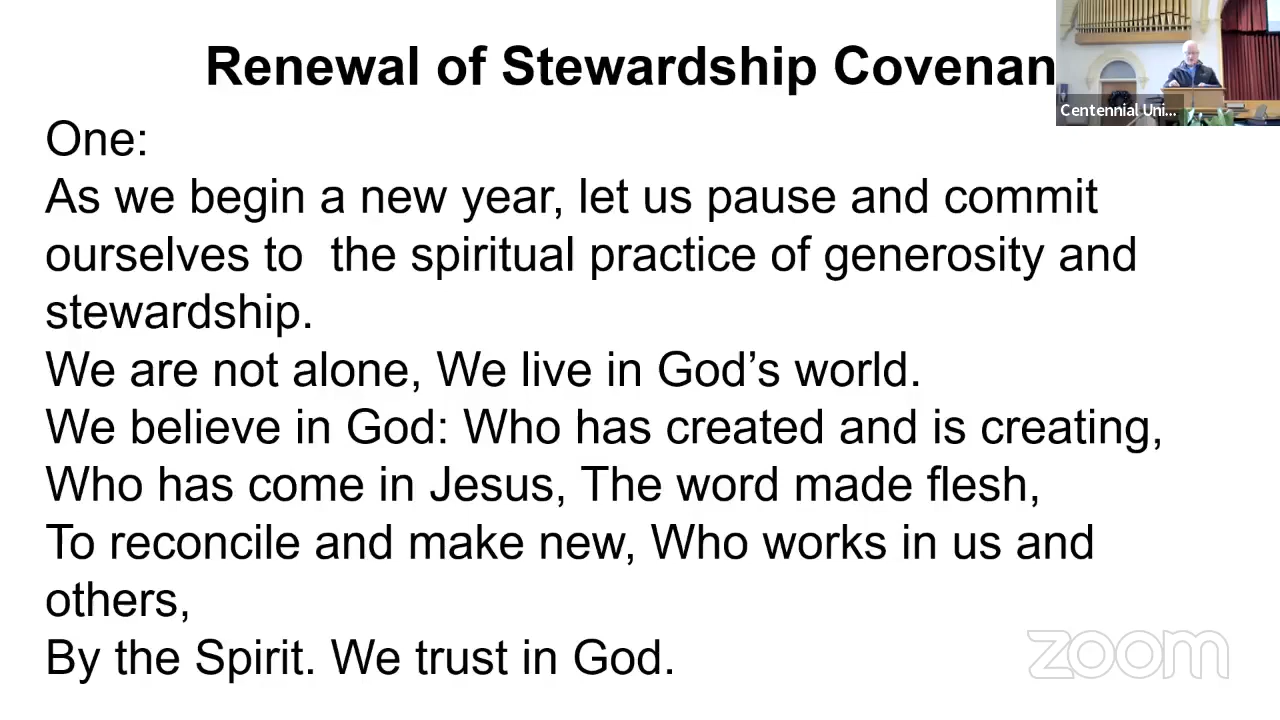 Renewal of Stewardship Covenan
Centennial Uni...
One:
As we begin a new year, let us pause and commit
ourselves to  the spiritual practice of generosity and
stewardship.
We are not alone, We live in God’s world.
We believe in God: Who has created and is creating,
Who has come in Jesus, The word made flesh,
To reconcile and make new, Who works in us and
others,
By the Spirit. We trust in God.
zoom